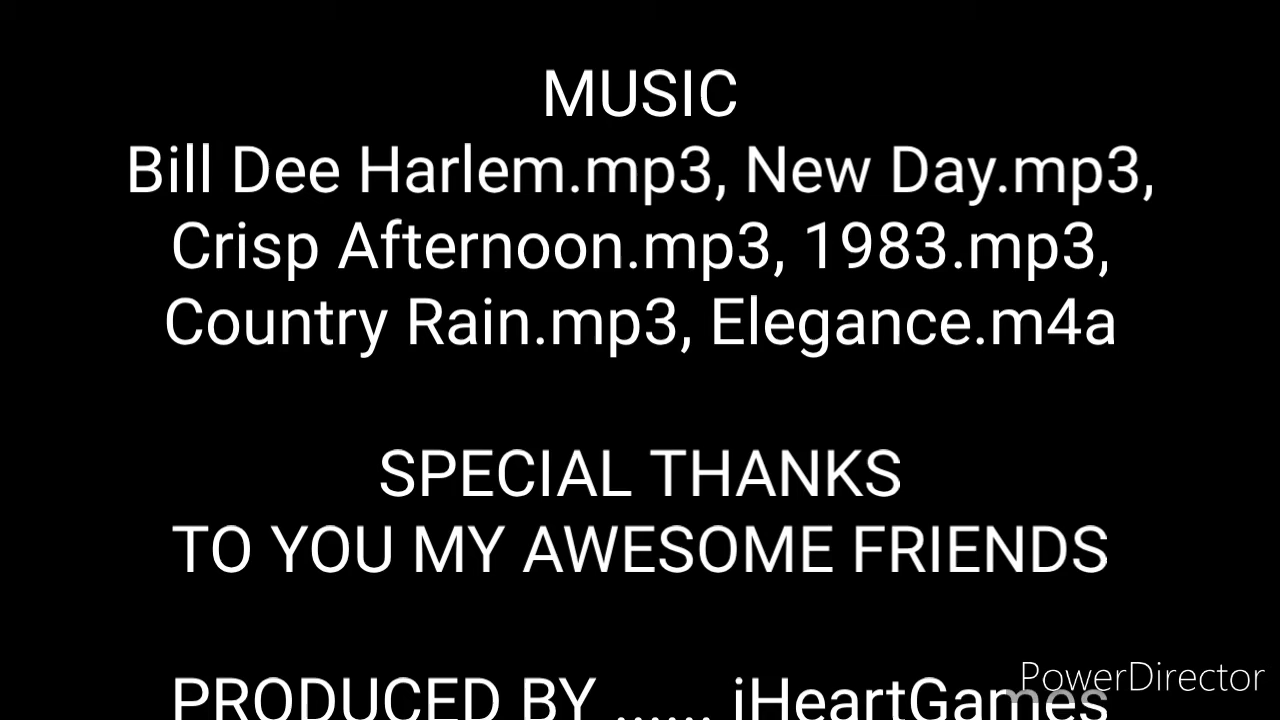 MUSIC
Bill Dee Harlem.mp3, New Day.mp3,
Crisp Afternoon.mp3, 1983.mp3,
Country Rain.mp3, Elegance.m4a
SPECIAL THANKS
TO YOU MY AWESOME FRIENDS
PRODUCED BY ...... iHeartGames
PowerDirector